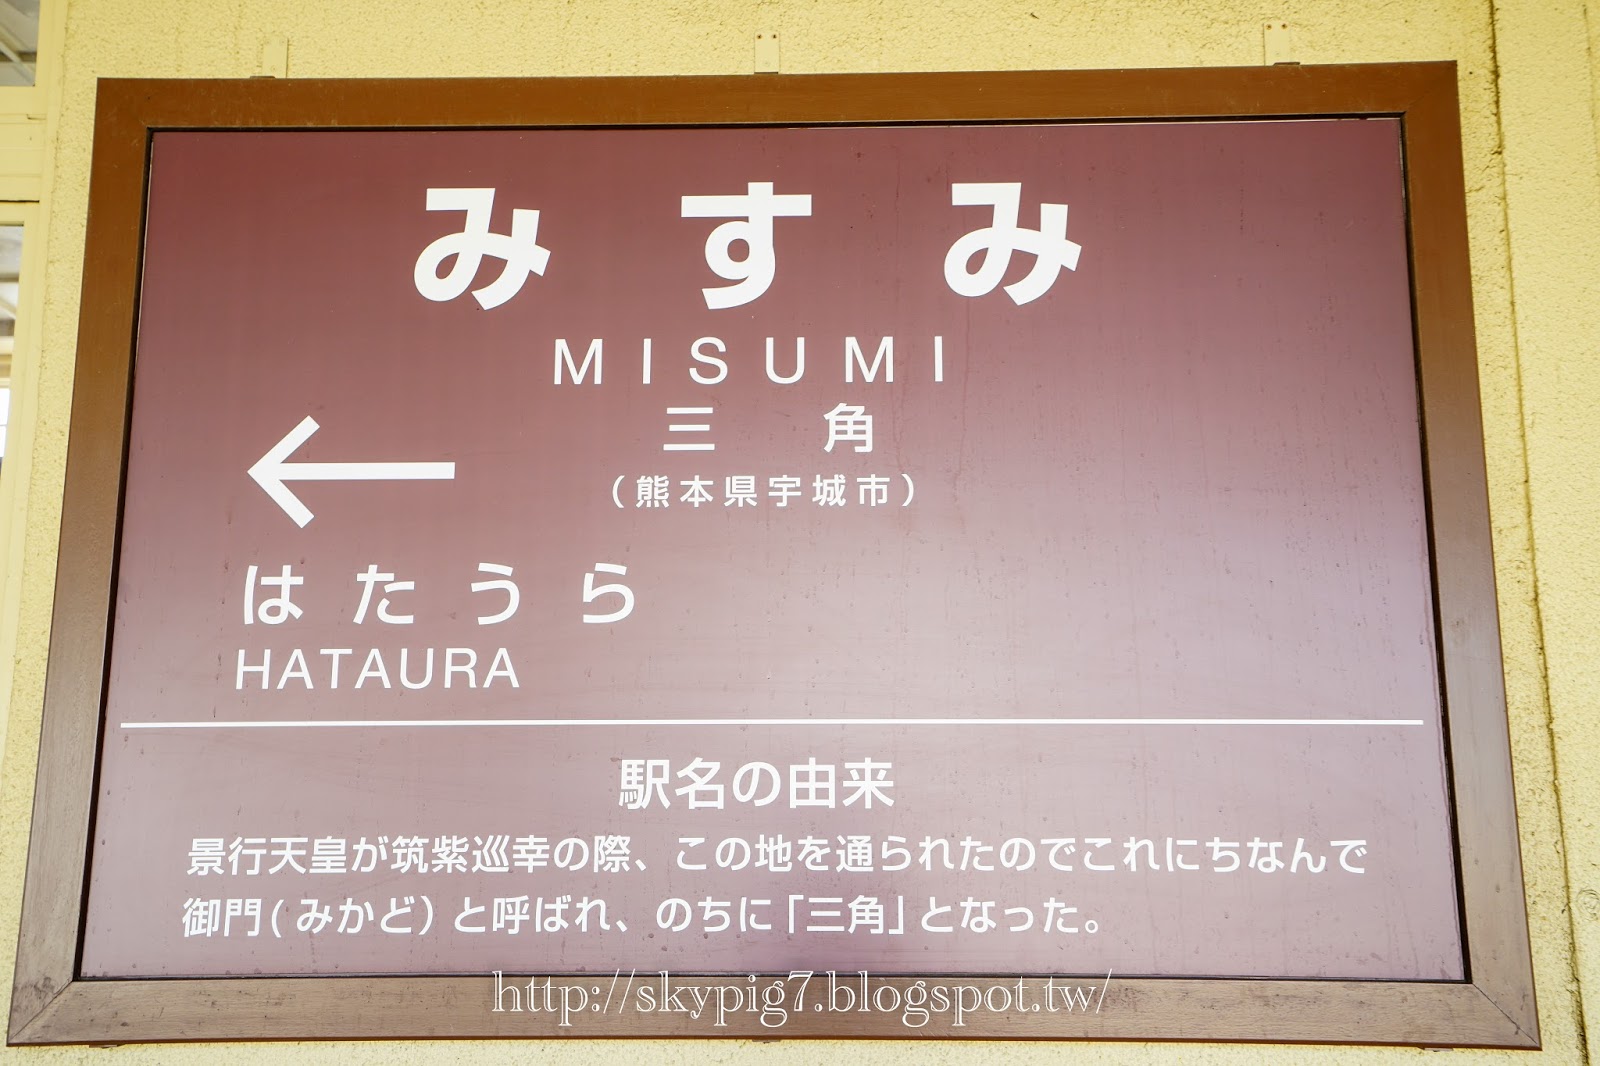 みすみ
MISUMI
三角
（熊本県宇城市）
←
はたうら
HATAURA
駅名の由来
景行天皇が筑紫巡幸の際、この地を通られたのでこれにちなんで
御門(みかど）と呼ばれ、のちに「三角」となった。
http://skypig7.blogspot.tw/